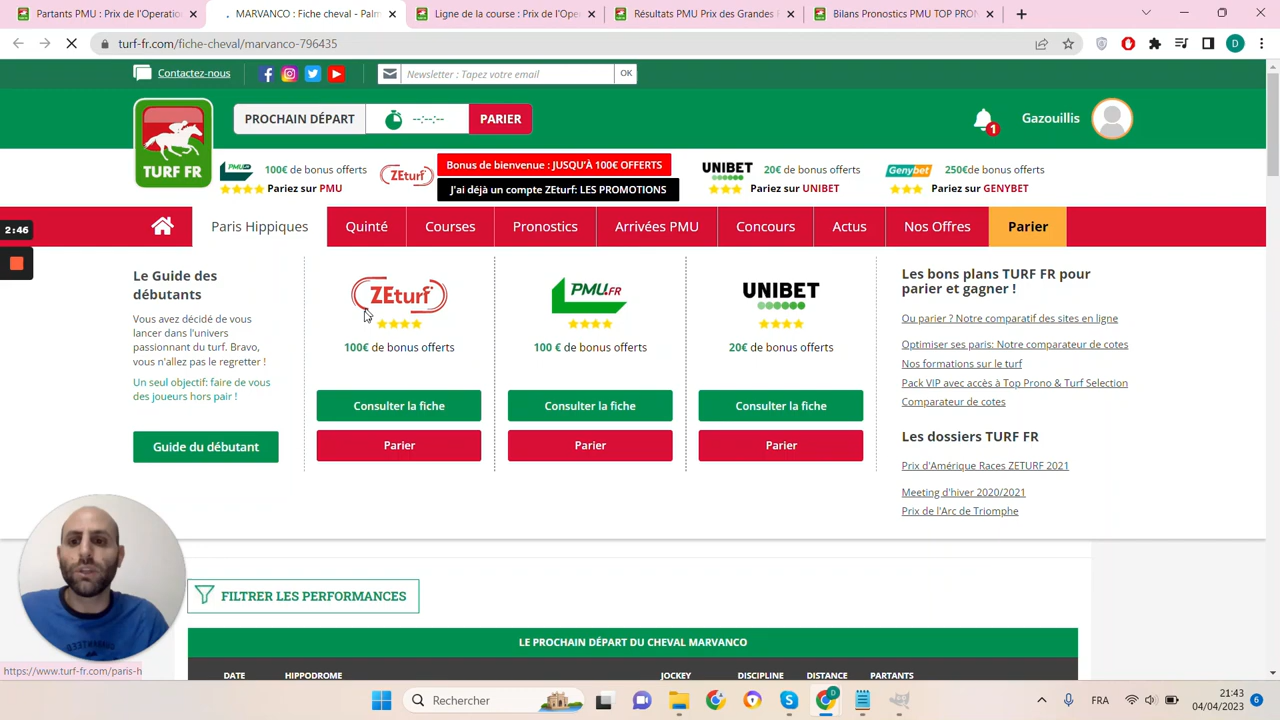 Partants PMU : Prix de l'Operation
MARVANCO : Fiche cheval - Palm
Ligne de la course : Prix de l'Ope
Résultats PMU Prix des Grandes
Bilans Pronostics PMU TOP PRON
turf-fr.com/fiche-cheval/marvanco-796435
D
Contactez-nous
Newsletter : Tapez votre email
OK
TURF FR
PROCHAIN DÉPART
--:--:--
PARIER
1
Gazouillis
PMU
100€ de bonus offerts
Pariez sur PMU
ZEturf
Bonus de bienvenue : JUSQU'À 100€ OFFERTS
J'ai déjà un compte ZEturf: LES PROMOTIONS
UNIBET
20€ de bonus offerts
Pariez sur UNIBET
Genybet
250€de bonus offerts
Pariez sur GENYBET
2:46
Paris Hippiques
Quinté
Courses
Pronostics
Arrivées PMU
Concours
Actus
Nos Offres
Parier
Le Guide des
débutants
Vous avez décidé de vous
lancer dans l'univers
passionnant du turf. Bravo,
vous n'allez pas le regretter !
Un seul objectif: faire de vous
des joueurs hors pair !
Guide du débutant
ZEturf
100€ de bonus offerts
Consulter la fiche
Parier
PMU.FR
100 € de bonus offerts
Consulter la fiche
Parier
UNIBET
20€ de bonus offerts
Consulter la fiche
Parier
Les bons plans TURF FR pour
parier et gagner !
Ou parier ? Notre comparatif des sites en ligne
Optimiser ses paris: Notre comparateur de cotes
Nos formations sur le turf
Pack VIP avec accès à Top Prono & Turf Selection
Comparateur de cotes
Les dossiers TURF FR
Prix d'Amérique Races ZETURF 2021
Meeting d'hiver 2020/2021
Prix de l'Arc de Triomphe
FILTRER LES PERFORMANCES
LE PROCHAIN DÉPART DU CHEVAL MARVANCO
DATE
HIPPODROME
JOCKEY
DISCIPLINE
DISTANCE
PARTANTS
https://www.turf-fr.com/paris-h
Rechercher
D
FRA
21:43
04/04/2023
6